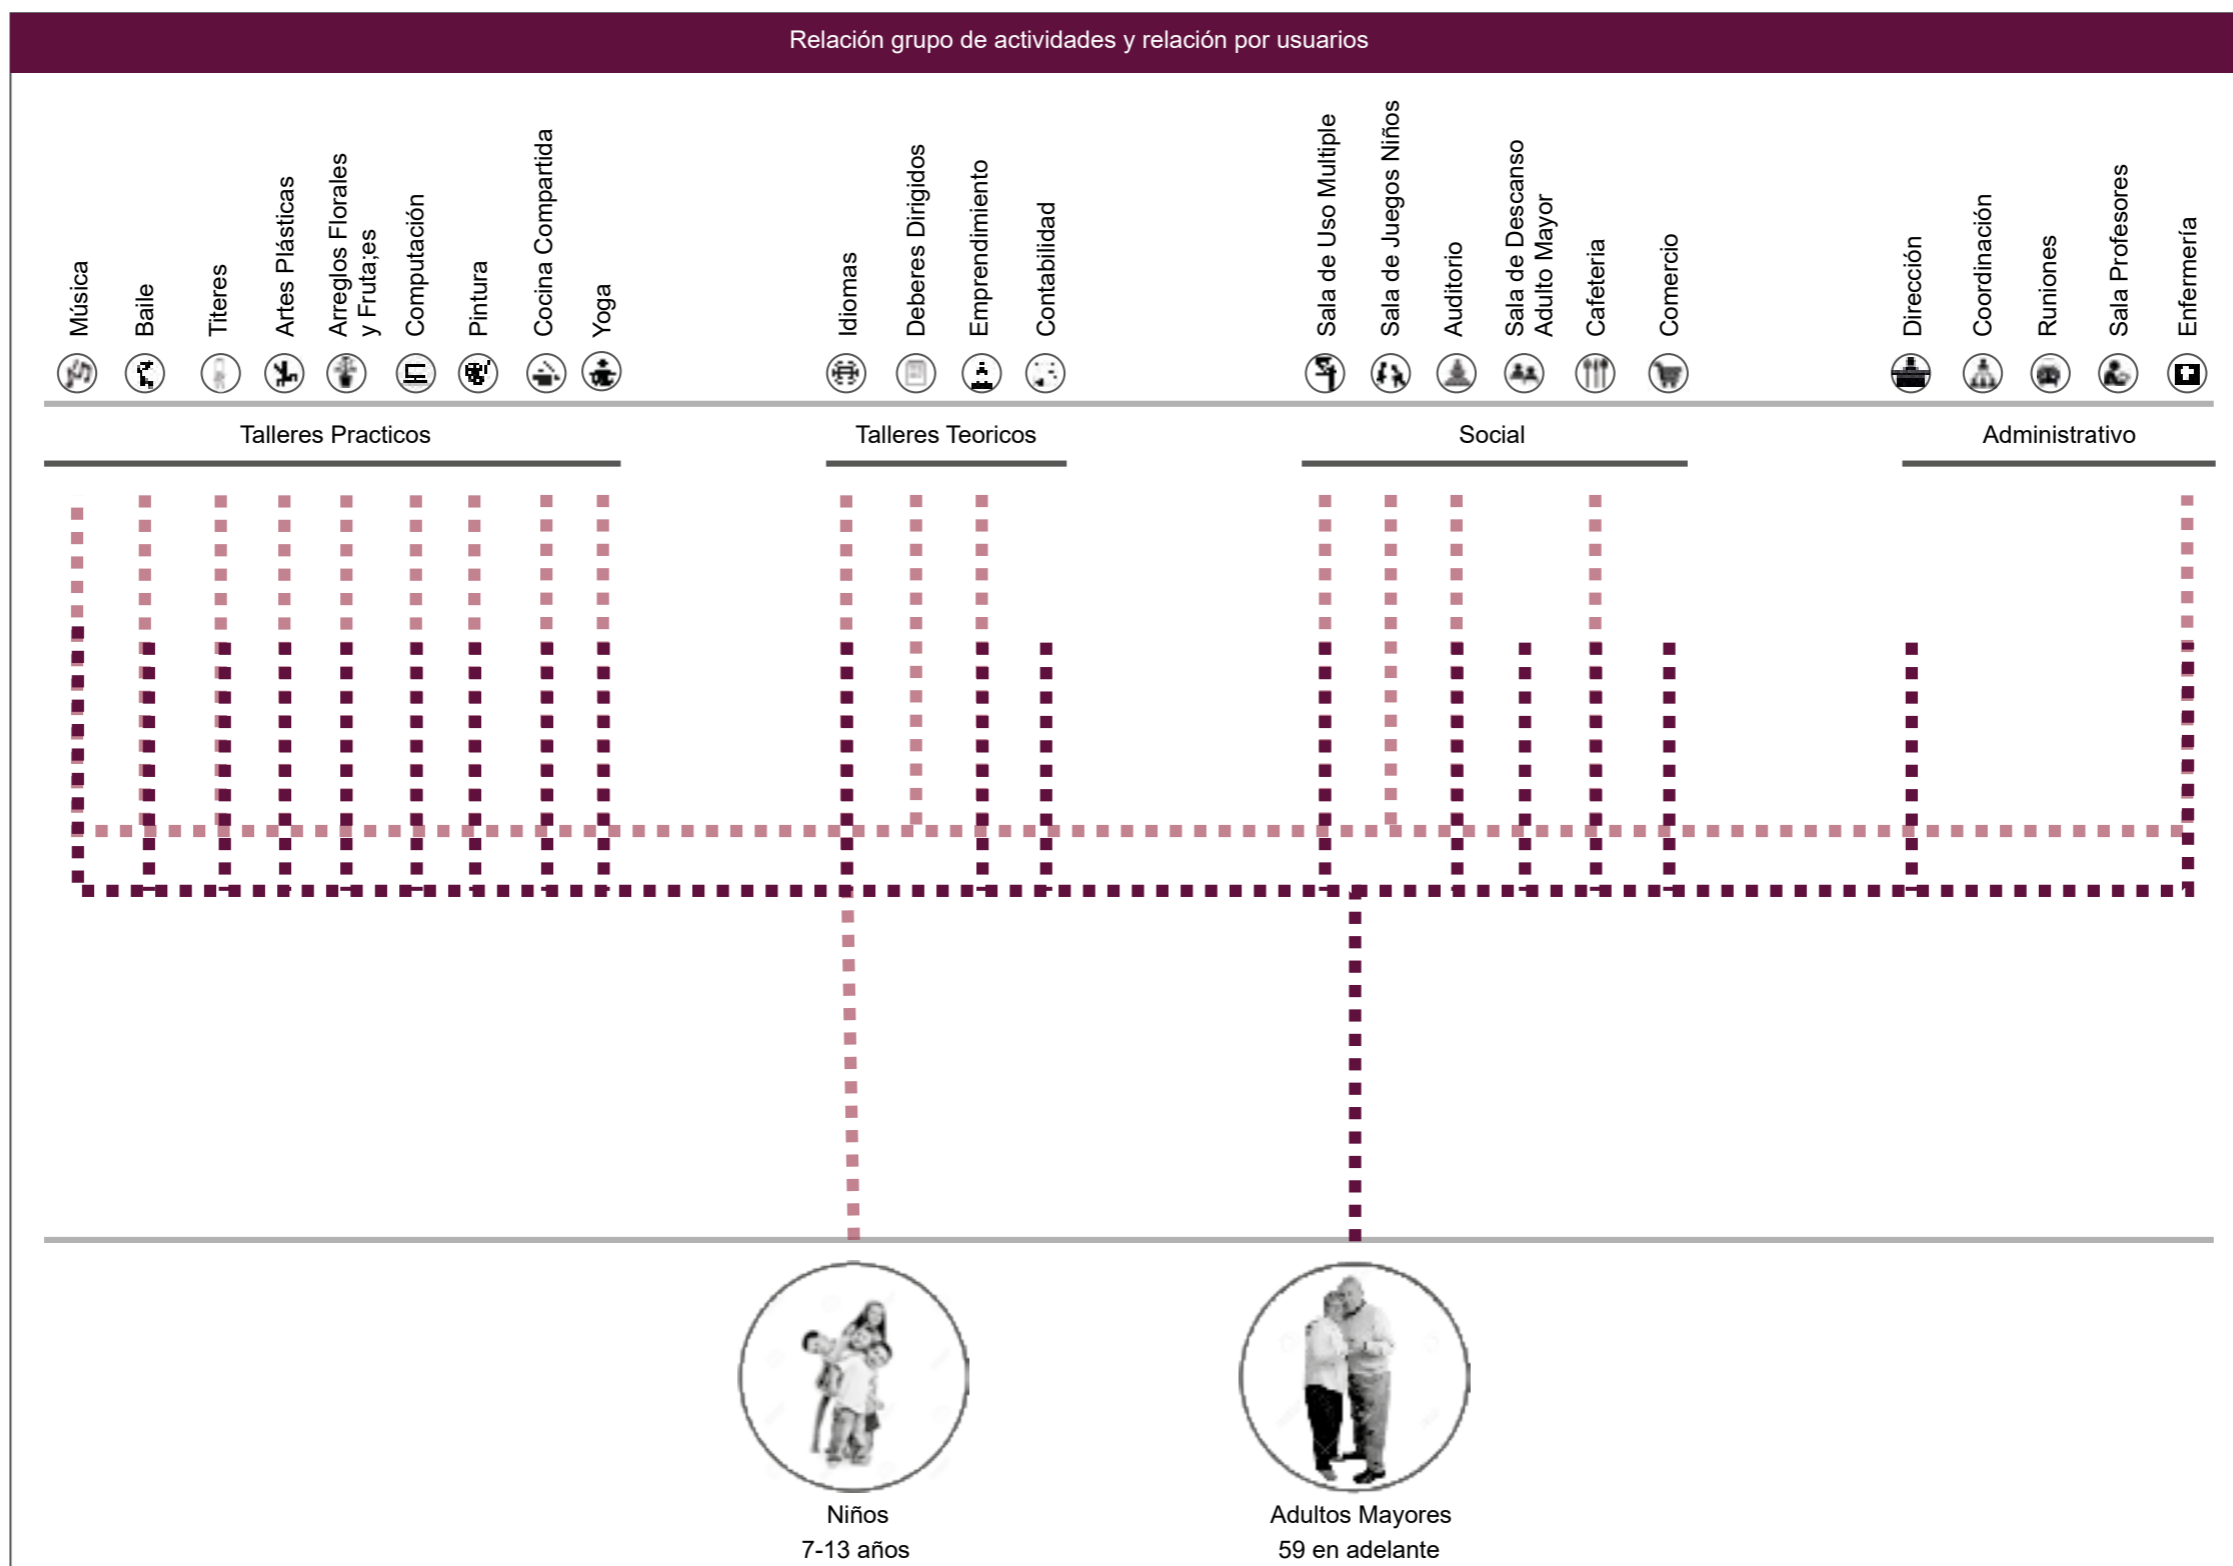 Relación grupo de actividades y relación por usuarios
Música
Baile
Titeres
Artes Plásticas
Arreglos Florales
y Fruta;es
Computación
Pintura
Cocina Compartida
Yoga
Idiomas
Deberes Dirigidos
Emprendimiento
Contabilidad
Sala de Uso Multiple
Sala de Juegos Niños
Auditorio
Sala de Descanso
Adulto Mayor
Cafeteria
Comercio
Dirección
Coordinación
Runiones
Sala Profesores
Enfermería
Talleres Practicos
Talleres Teoricos
Social
Administrativo
Niños
7-13 años
Adultos Mayores
59 en adelante